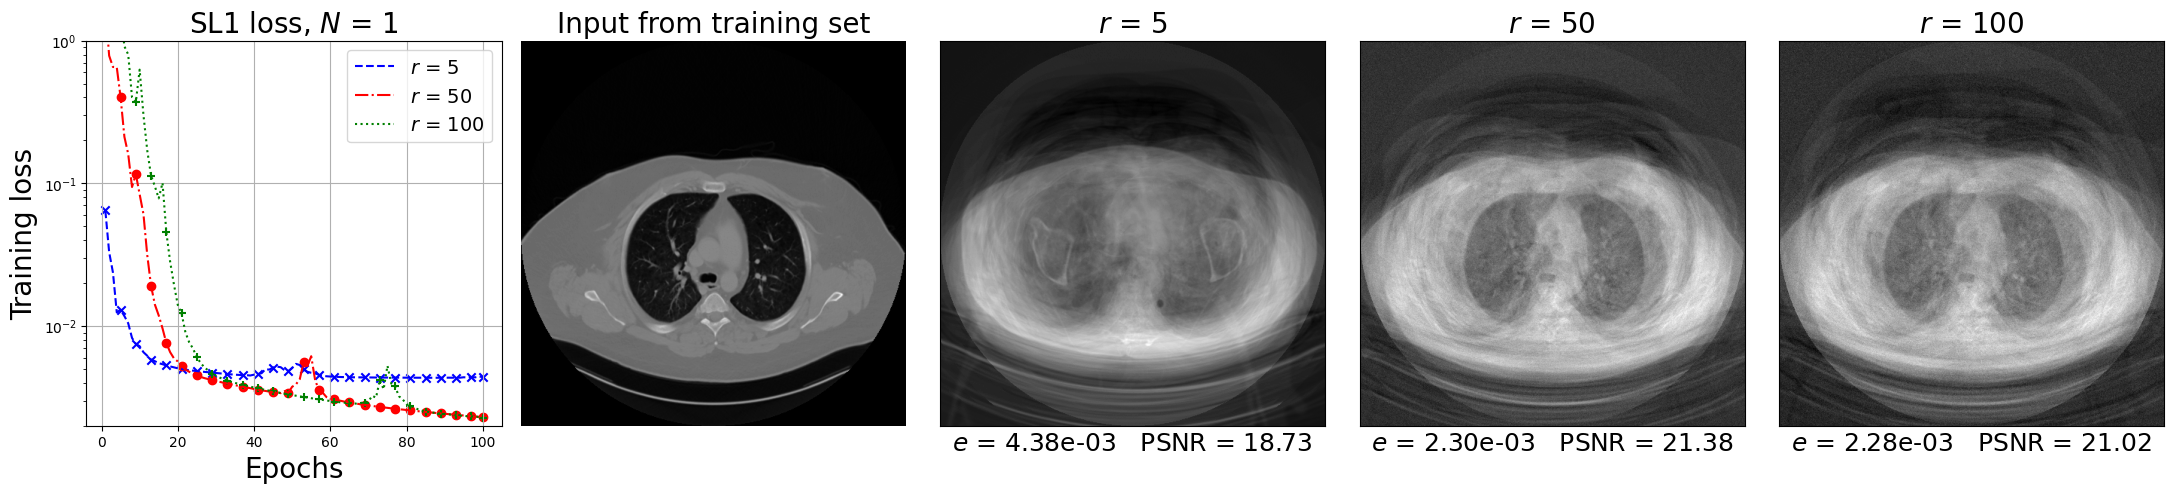 SL1 loss, N = 1
Training loss
10⁰
10⁻¹
10⁻²
0 20 40 60 80 100
Epochs
r = 5
r = 50
r = 100
Input from training set
r = 5
e = 4.38e-03 PSNR = 18.73
r = 50
e = 2.30e-03 PSNR = 21.38
r = 100
e = 2.28e-03 PSNR = 21.02